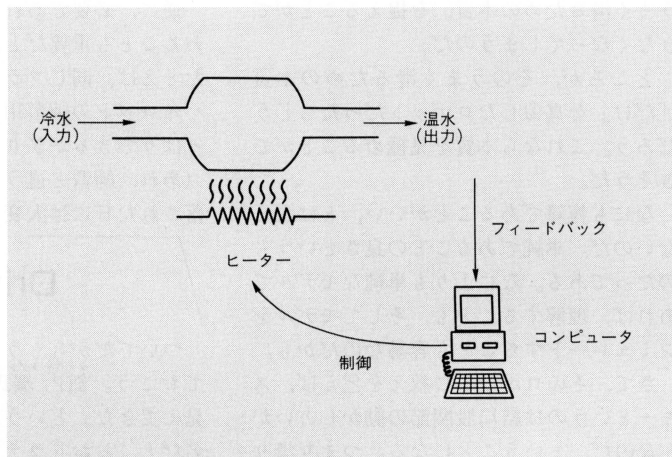 冷水
(入力)
温水
(出力)
フィードバック
ヒーター
コンピュータ
制御